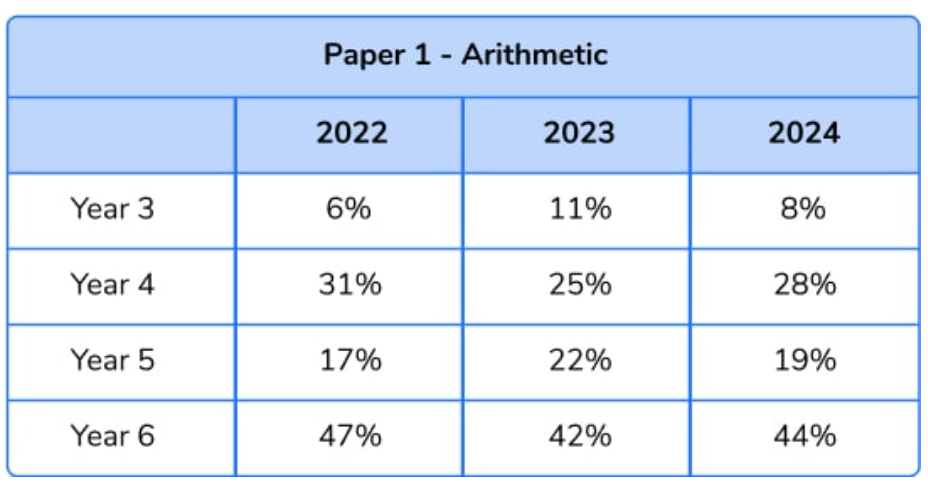 Paper 1 - Arithmetic
2022 2023 2024
Year 3 6% 11% 8%
Year 4 31% 25% 28%
Year 5 17% 22% 19%
Year 6 47% 42% 44%